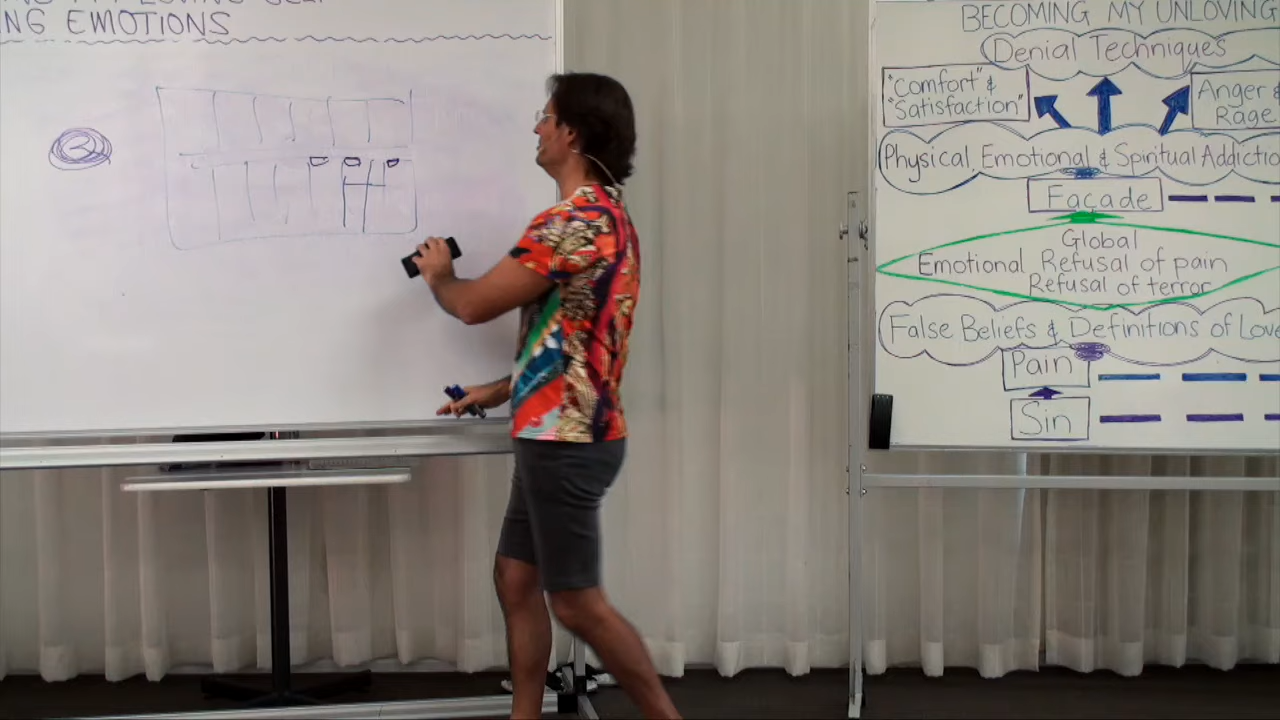 NG EMOTIONS
BECOMING MY UNLOVING
Denial Techniques
"Comfort" &
"Satisfaction"
Anger &
Rage
Physical, Emotional & Spiritual Addictio
Façade
Global
Emotional Refusal of pain
Refusal of terror
False Beliefs & Definitions of Love
Pain
Sin